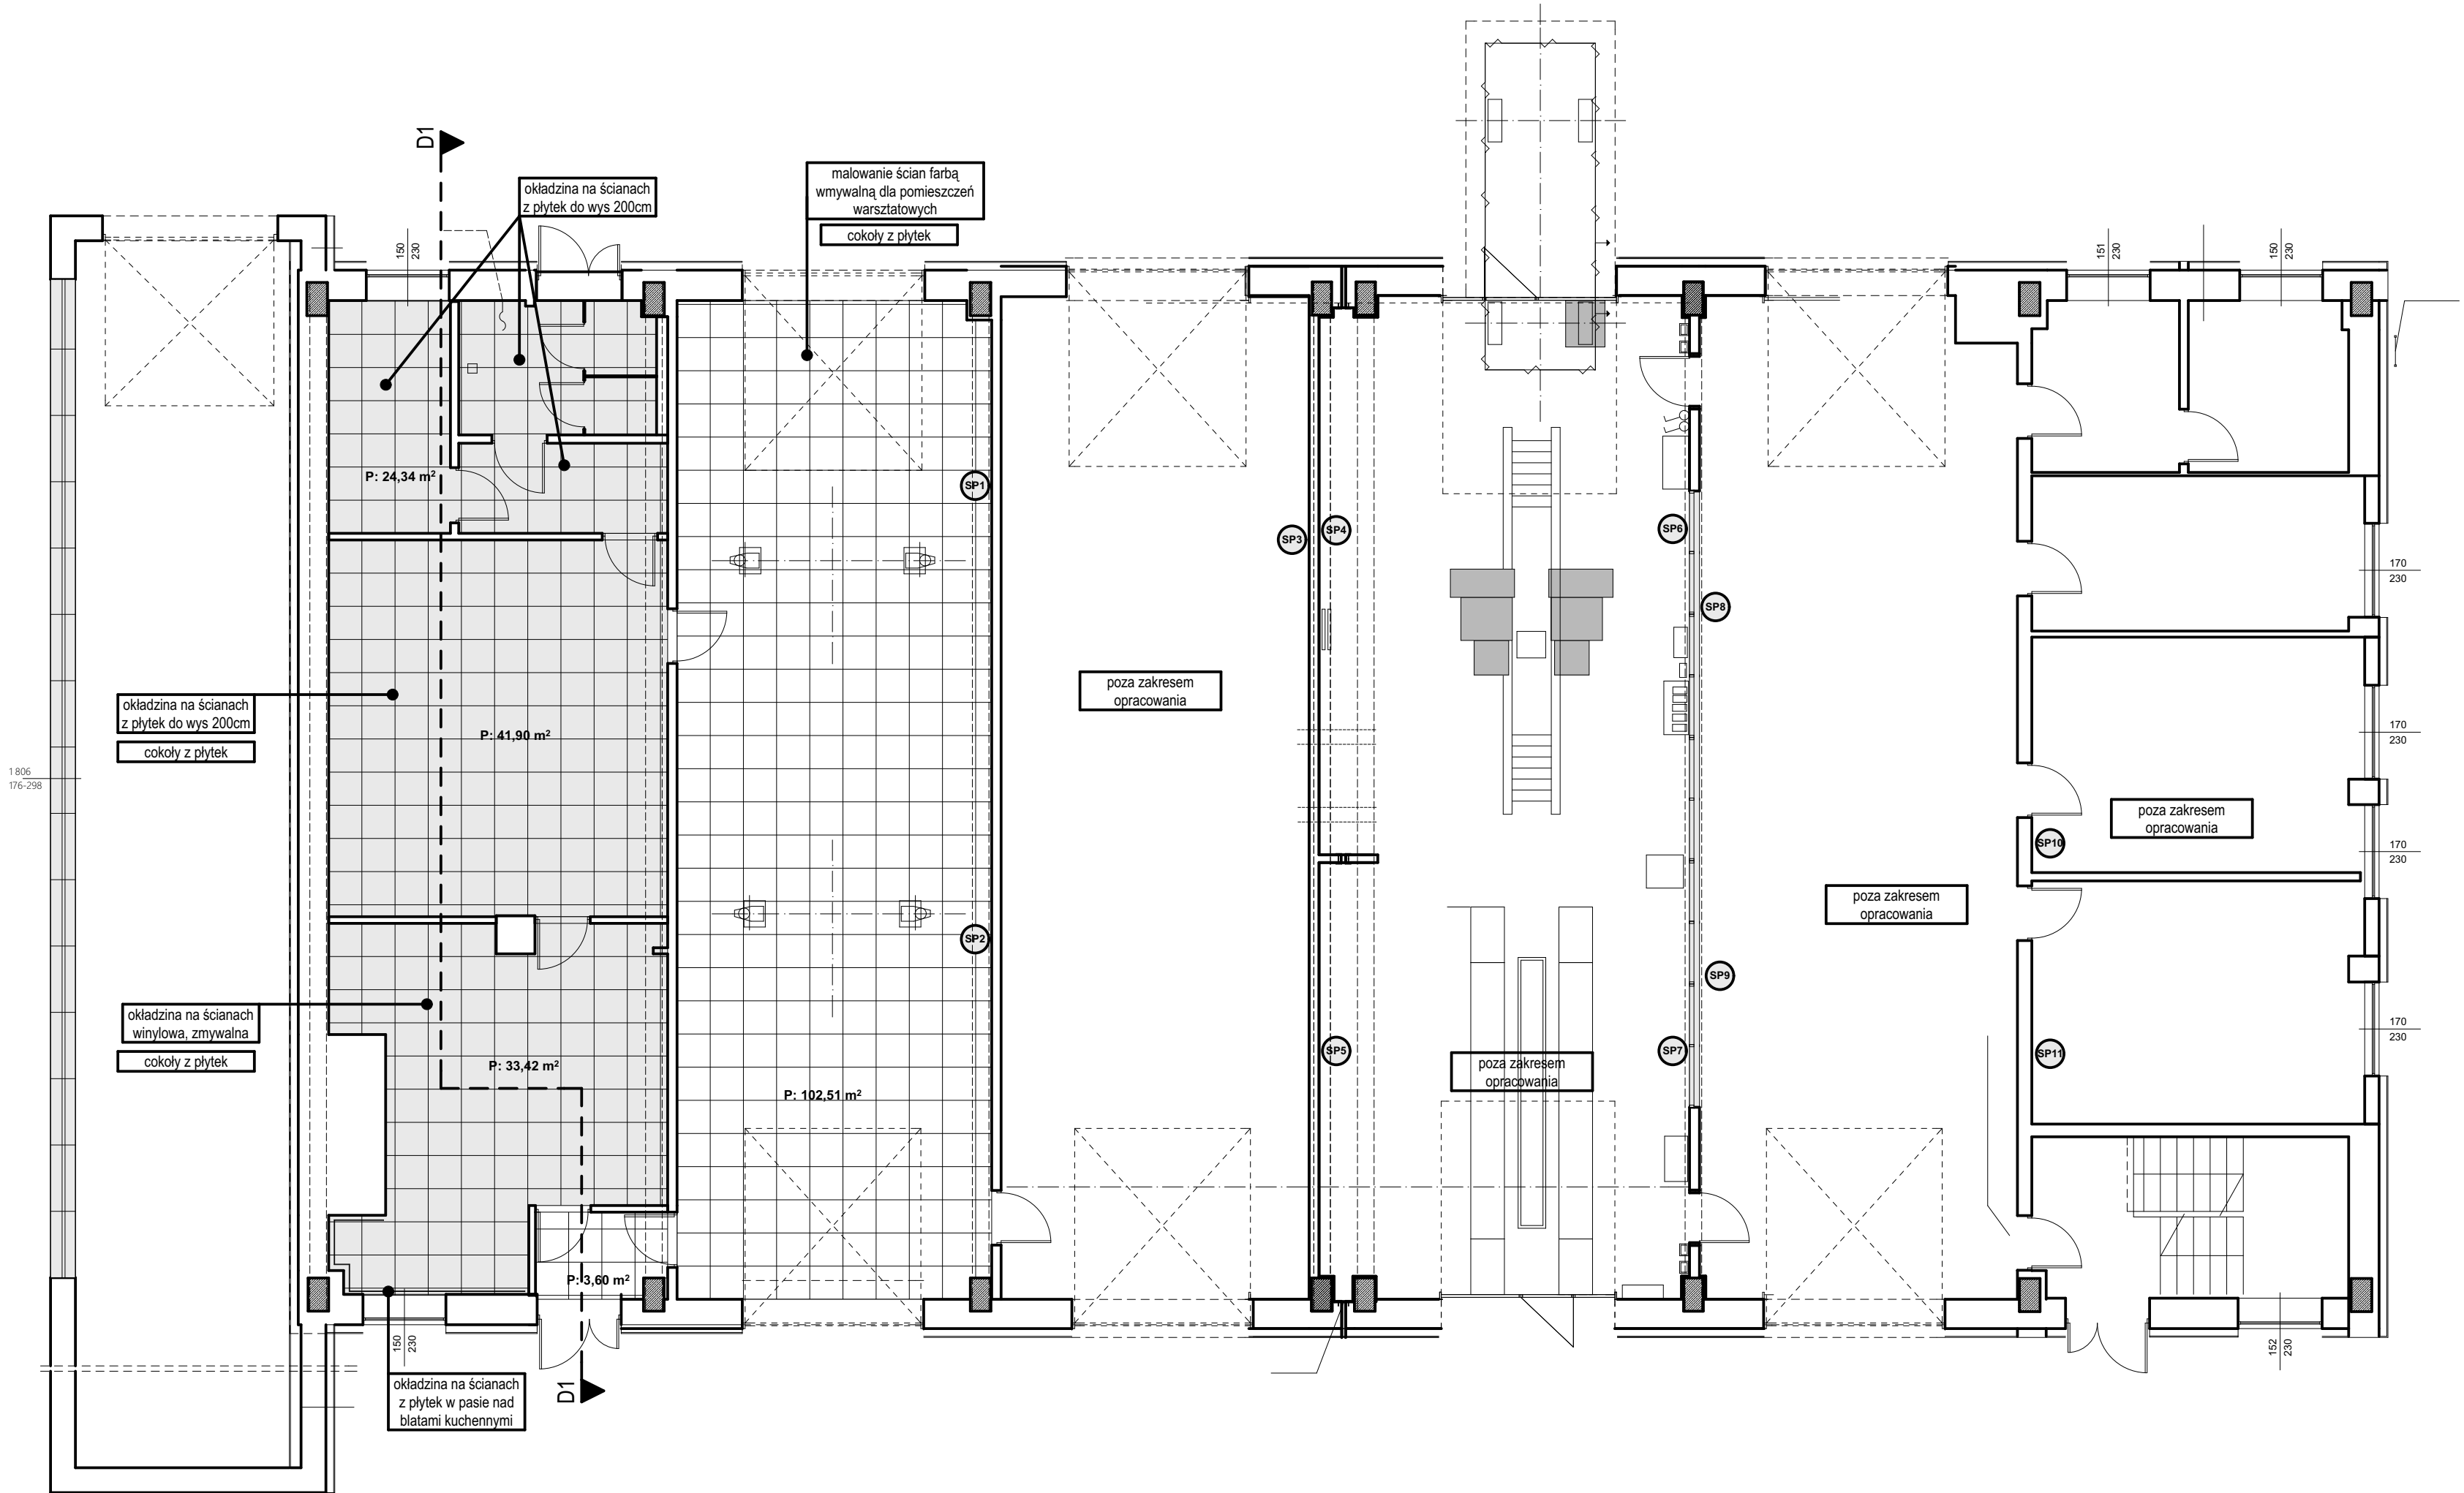 D1
okładzina na ścianach
z płytek do wys 200cm
malowanie ścian farbą
wmywalną dla pomieszczeń
warsztatowych
cokoły z płytek
150
230
151
230
150
230
P: 24,34 m²
SP1
SP3
SP4
SP6
SP8
170
230
okładzina na ścianach
z płytek do wys 200cm
cokoły z płytek
P: 41,90 m²
poza zakresem
opracowania
170
230
1 806
176-298
poza zakresem
opracowania
SP10
170
230
poza zakresem
opracowania
SP2
SP9
okładzina na ścianach
winylowa, zmywalna
cokoły z płytek
P: 33,42 m²
P: 102,51 m²
SP5
SP7
poza zakresem
opracowania
SP11
170
230
P: 3,60 m²
150
230
152
230
okładzina na ścianach
z płytek w pasie nad
blatami kuchennymi
D1